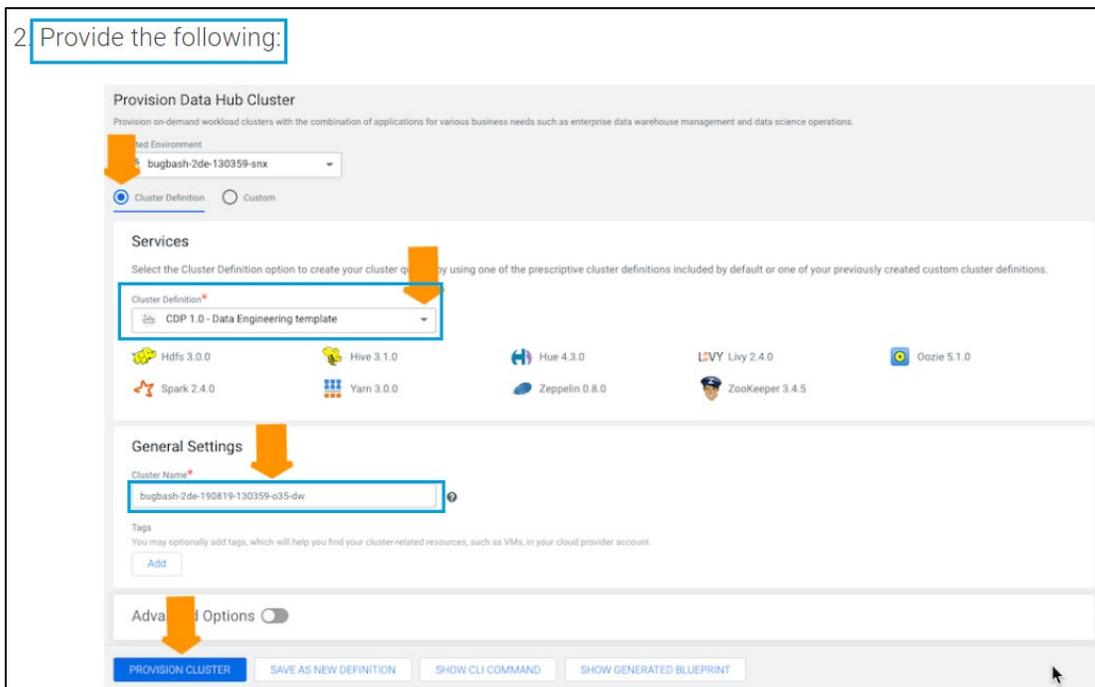 2. Provide the following:
Provision Data Hub Cluster
Provision on-demand workload clusters with the combination of applications for various business needs such as enterprise data warehouse management and data science operations.
ted Environment
bugbash-2de-130359-snx
Cluster Definition Custom
Services
Select the Cluster Definition option to create your cluster by using one of the prescriptive cluster definitions included by default or one of your previously created custom cluster definitions.
Cluster Definition*
CDP 1.0 - Data Engineering template
Hdfs 3.0.0 Hive 3.1.0 Hue 4.3.0 LIVY Livy 2.4.0 Oozie 5.1.0
Spark 2.4.0 Yarn 3.0.0 Zeppelin 0.8.0 ZooKeeper 3.4.5
General Settings
Cluster Name*
bugbash-2de-190819-130359-o35-dw
Tags
You may optionally add tags, which will help you find your cluster-related resources, such as VMs, in your cloud provider account.
Add
Adva d Options
PROVISION CLUSTER SAVE AS NEW DEFINITION SHOW CLI COMMAND SHOW GENERATED BLUEPRINT